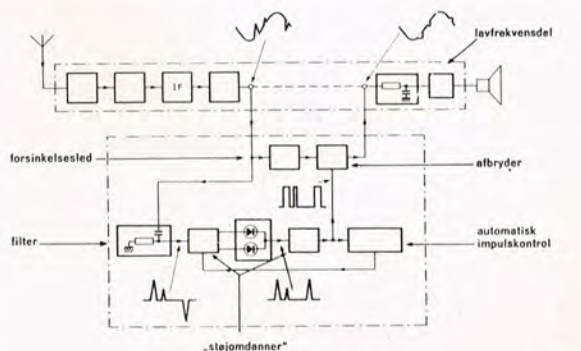 lavfrekvensdel
IF
forsinkelsesled
afbryder
filter
automatisk
impulskontrol
„støjomdanner"